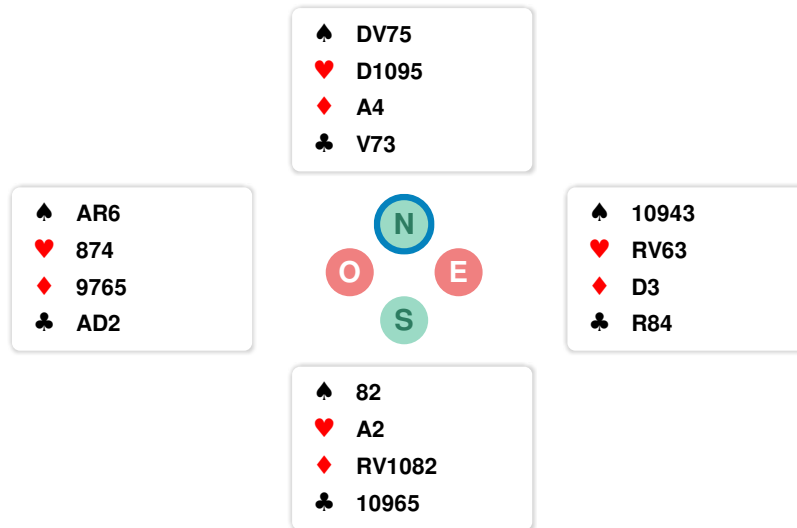 ♠ DV75
♥ D1095
♦ A4
♣ V73
♠ AR6
♥ 874
♦ 9765
♣ AD2
N
O E
S
♠ 10943
♥ RV63
♦ D3
♣ R84
♠ 82
♥ A2
♦ RV1082
♣ 10965